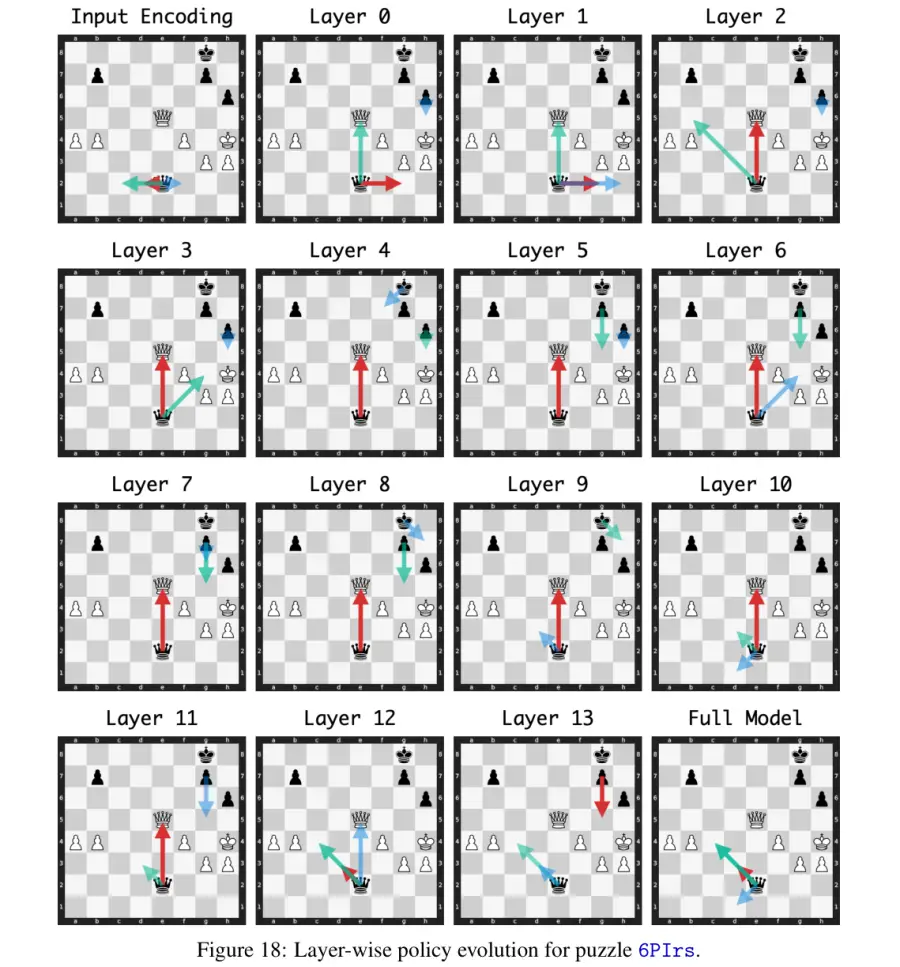 Input Encoding
Layer 0
Layer 1
Layer 2
Layer 3
Layer 4
Layer 5
Layer 6
Layer 7
Layer 8
Layer 9
Layer 10
Layer 11
Layer 12
Layer 13
Full Model
Figure 18: Layer-wise policy evolution for puzzle 6PIrs.